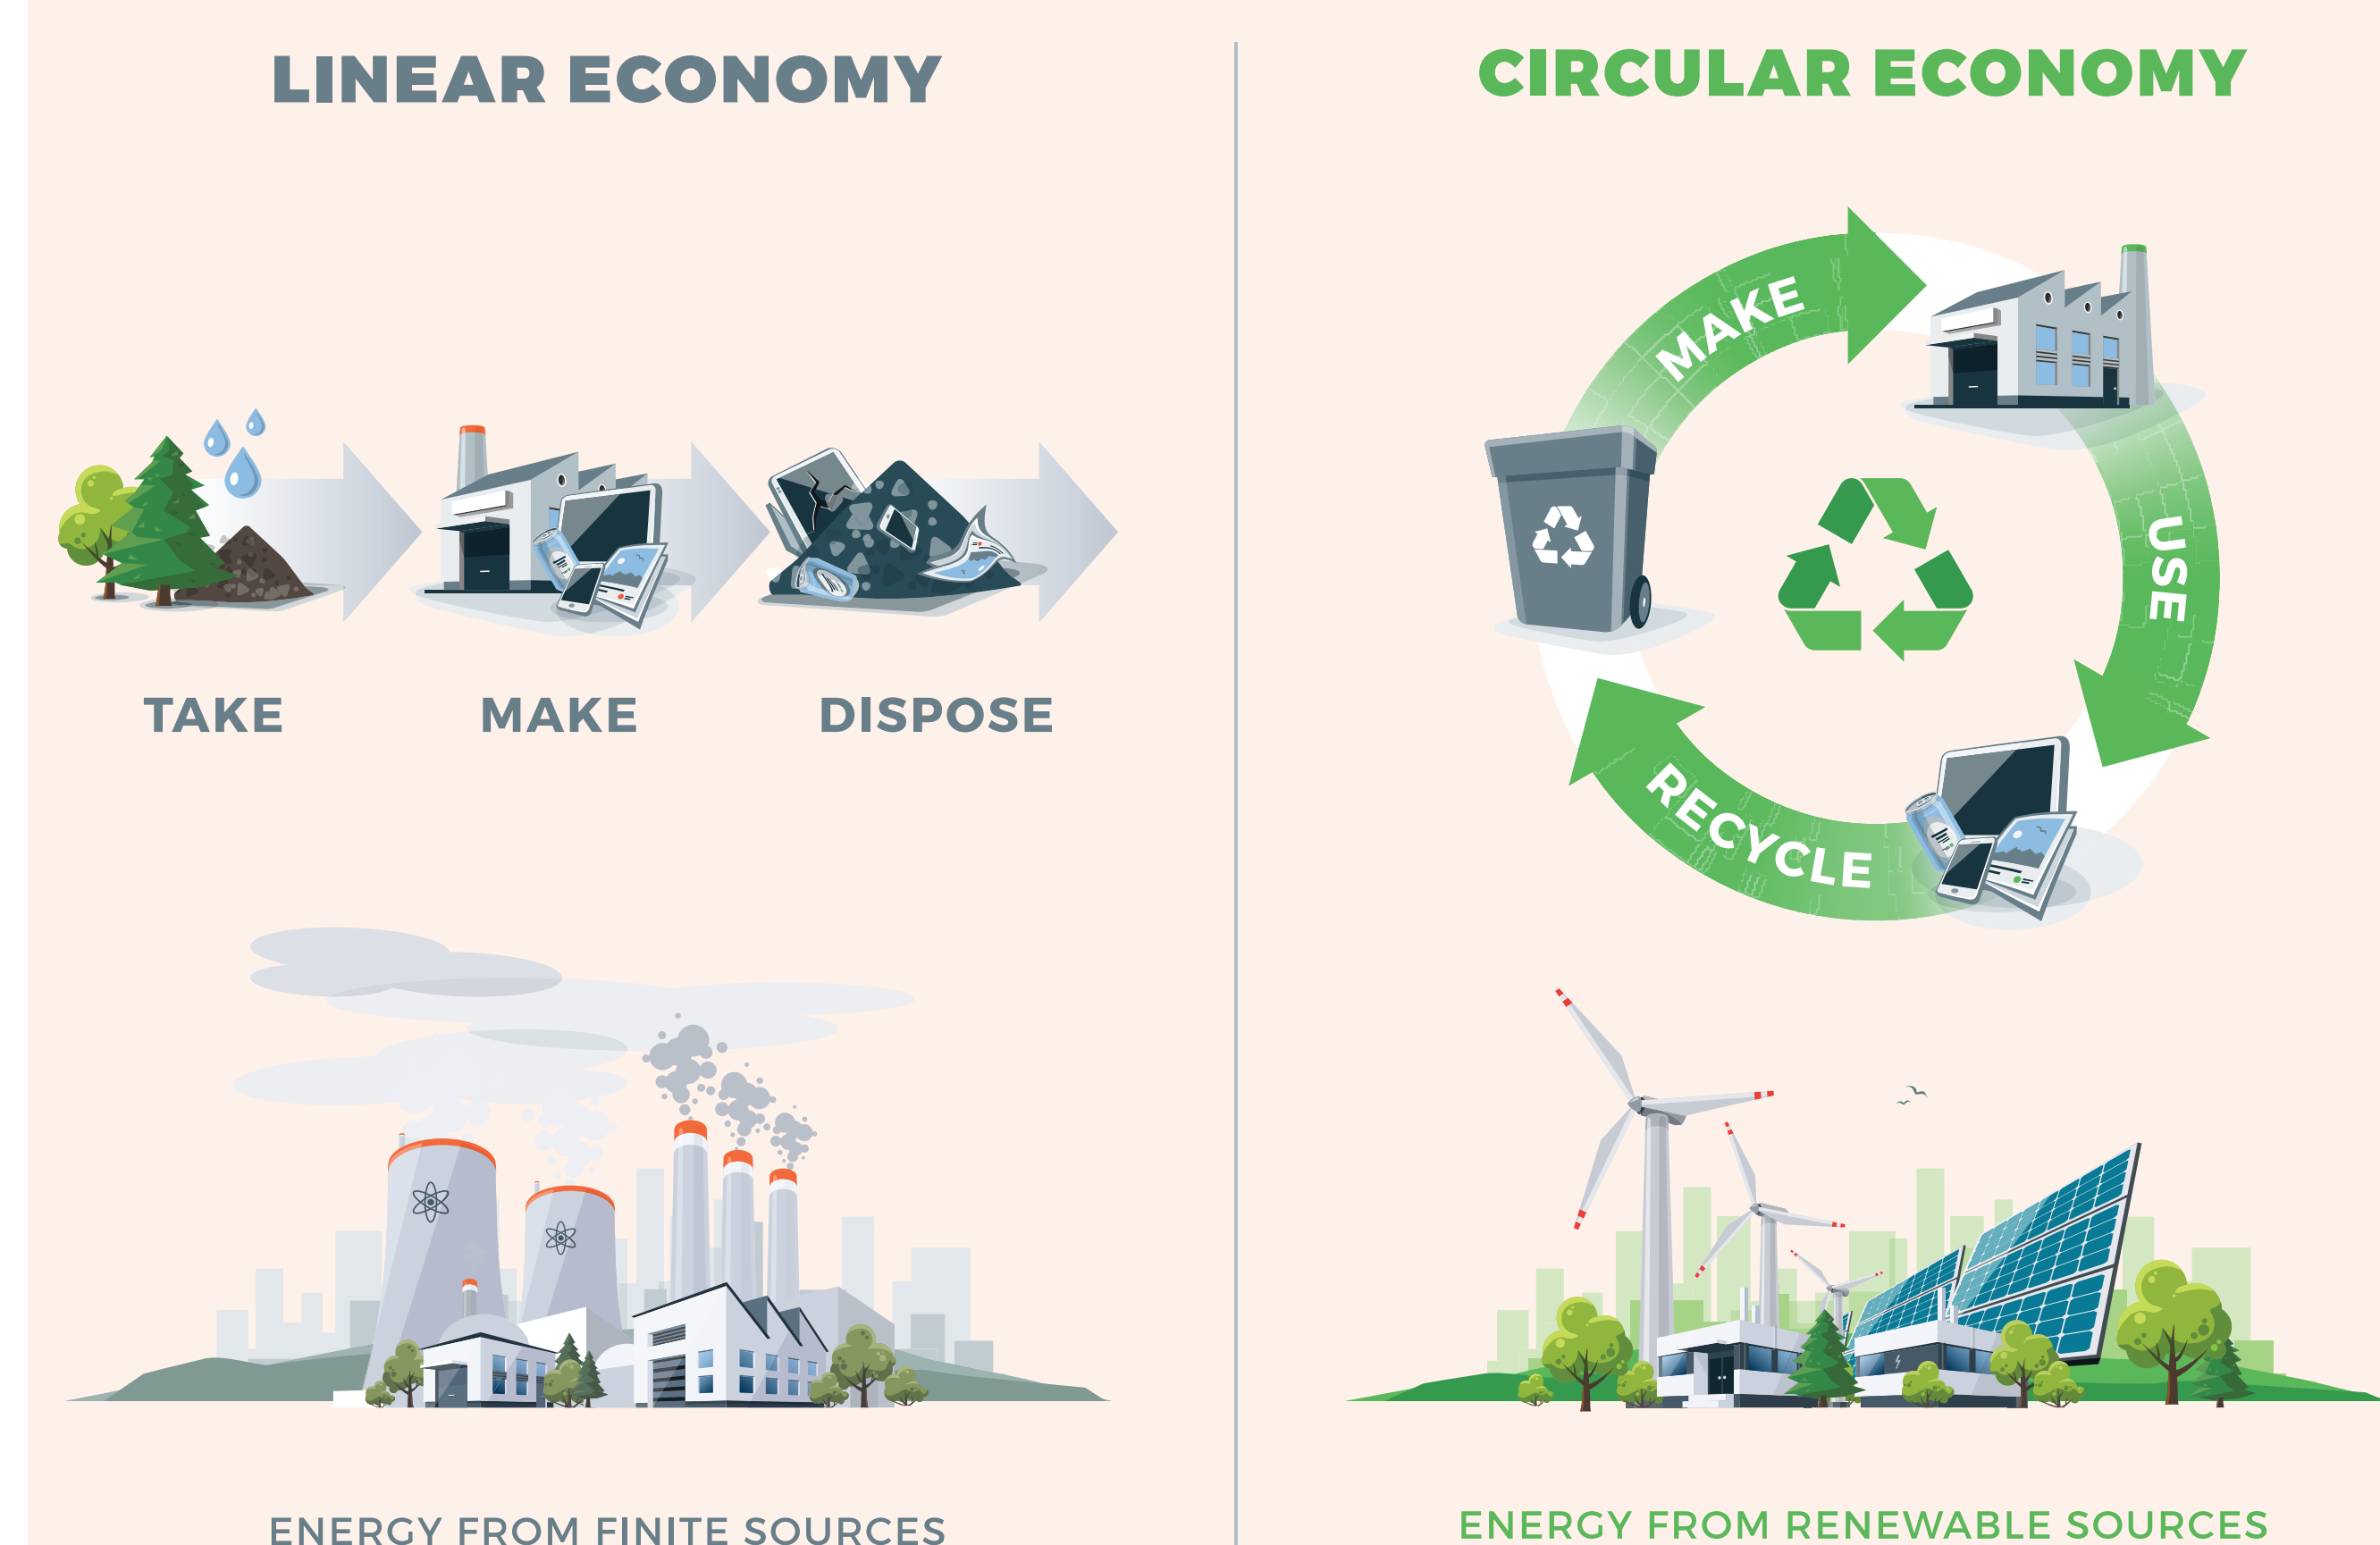 LINEAR ECONOMY
TAKE
MAKE
DISPOSE
ENERGY FROM FINITE SOURCES
CIRCULAR ECONOMY
MAKE
USE
RECYCLE
ENERGY FROM RENEWABLE SOURCES